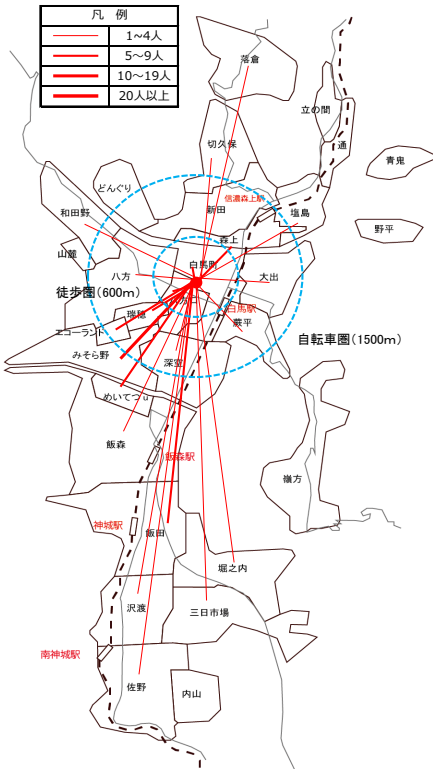 凡 例
1~4人
5～9人
10～19人
20人以上
落倉
立の間
通
切久保
青鬼
どんぐり
信濃森上駅
和田野
新田
塩島
野平
森上
山麓
白馬町
八方
大出
徒歩圏(600m)
白馬駅
瑞穂
蕨平
エコーランド
自転車圏(1500m)
みそら野
深空
めいてつ
飯森
飯森駅
嶺方
神城駅
飯田
堀之内
沢渡
三日市場
南神城駅
佐野
内山